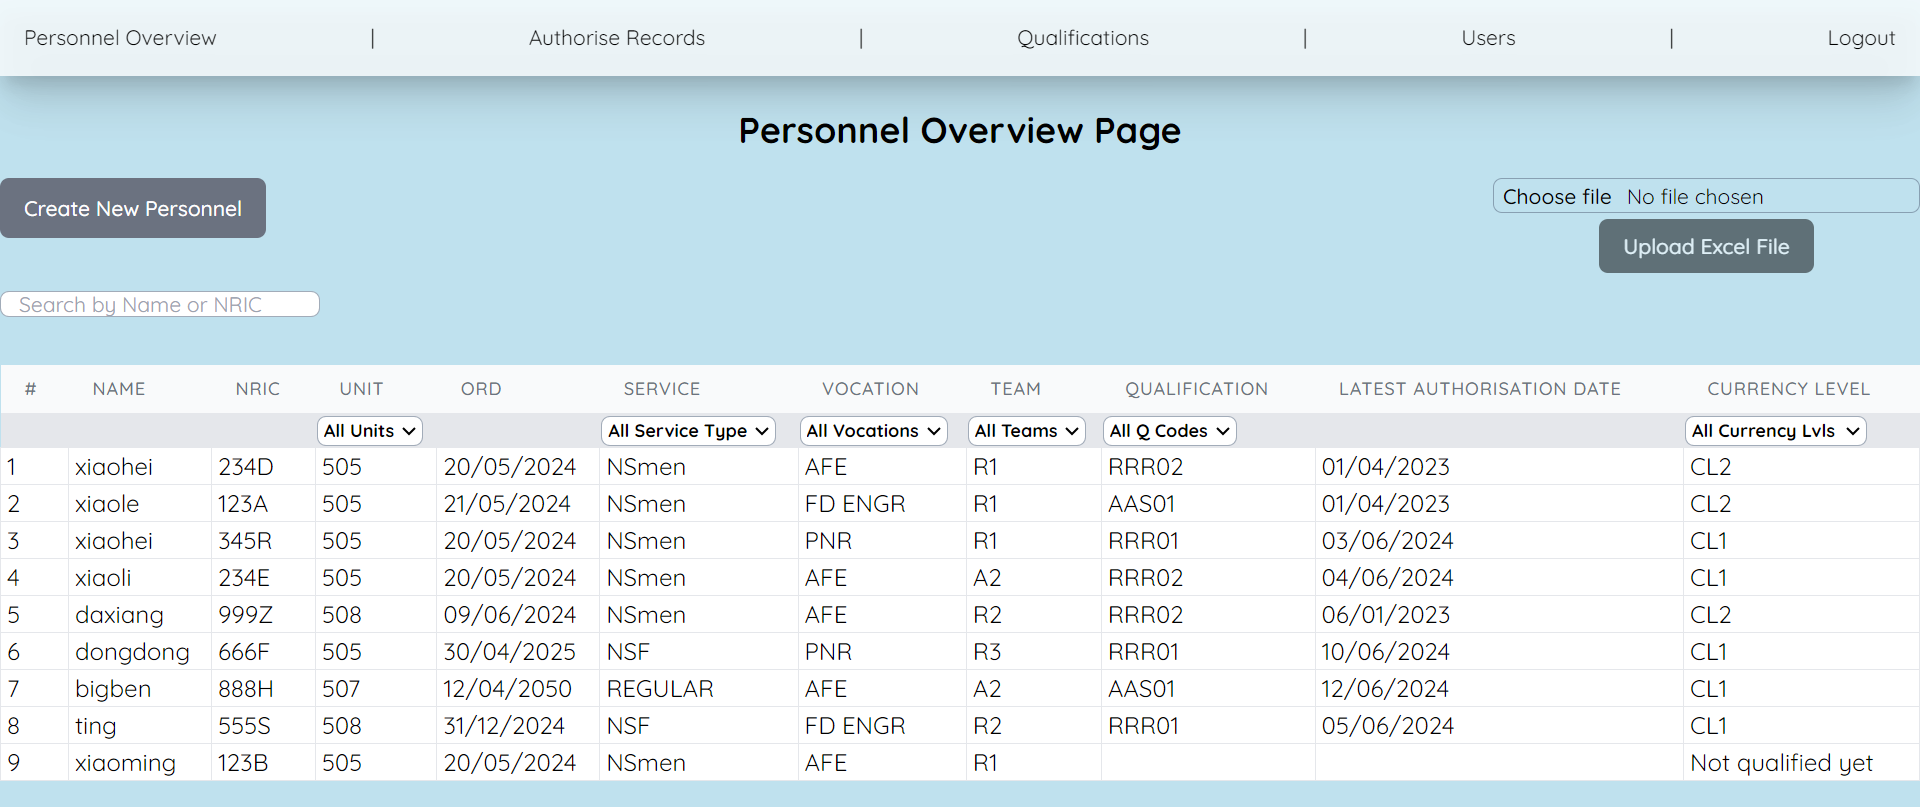 Personnel Overview | Authorise Records | Qualifications | Users | Logout
Personnel Overview Page
Create New Personnel
Choose file No file chosen
Upload Excel File
Search by Name or NRIC
# NAME NRIC UNIT ORD SERVICE VOCATION TEAM QUALIFICATION LATEST AUTHORISATION DATE CURRENCY LEVEL
All Units All Service Type All Vocations All Teams All Q Codes All Currency Lvls
1 xiaohei 234D 505 20/05/2024 NSmen AFE R1 RRR02 01/04/2023 CL2
2 xiaole 123A 505 21/05/2024 NSmen FD ENGR R1 AAS01 01/04/2023 CL2
3 xiaohei 345R 505 20/05/2024 NSmen PNR R1 RRR01 03/06/2024 CL1
4 xiaoli 234E 505 20/05/2024 NSmen AFE A2 RRR02 04/06/2024 CL1
5 daxiang 999Z 508 09/06/2024 NSmen AFE R2 RRR02 06/01/2023 CL2
6 dongdong 666F 505 30/04/2025 NSF PNR R3 RRR01 10/06/2024 CL1
7 bigben 888H 507 12/04/2050 REGULAR AFE A2 AAS01 12/06/2024 CL1
8 ting 555S 508 31/12/2024 NSF FD ENGR R2 RRR01 05/06/2024 CL1
9 xiaoming 123B 505 20/05/2024 NSmen AFE R1 Not qualified yet